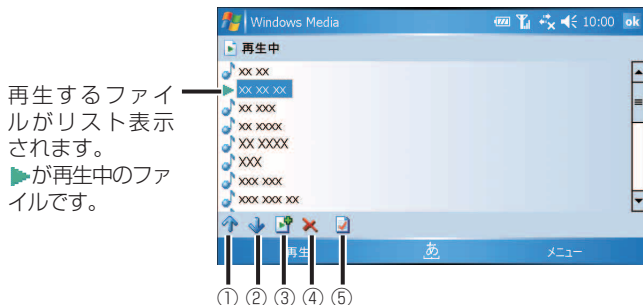 Windows Media 10:00 ok
再生中
xx xx
xx xx xx
xx xxx
xx xxxx
XX XXXX
XXX
xxx xxx
xxx xxx xx
再生 あ メニュー
再生するファイ
ルがリスト表示
されます。
▶が再生中のファ
イルです。
① ② ③ ④ ⑤